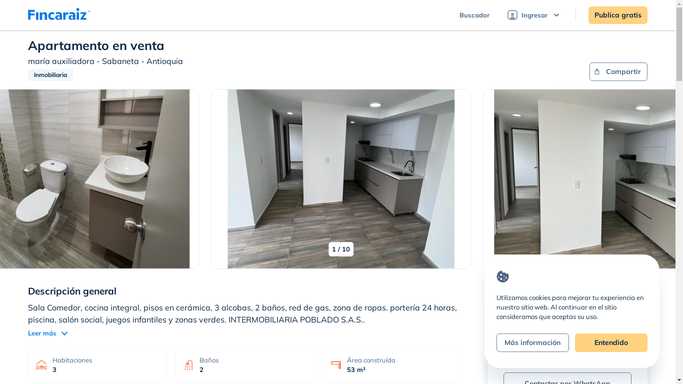 Fincaraíz
Buscador
Ingresar
Publica gratis
Apartamento en venta
maría auxiliadora - Sabaneta - Antioquia
Inmobiliaria
Compartir
1 / 10
Descripción general
Sala Comedor, cocina integral, pisos en cerámica, 3 alcobas, 2 baños, red de gas, zona de ropas. portería 24 horas,
piscina, salón social, juegos infantiles y zonas verdes. INTERMOBILIARIA POBLADO S.A.S..
Leer más
Habitaciones
3
Baños
2
Área construída
53 m²
Utilizamos cookies para mejorar tu experiencia en
nuestro sitio web. Al continuar en el sitio
consideramos que aceptas su uso.
Más información
Entendido
Contactar por WhatsApp